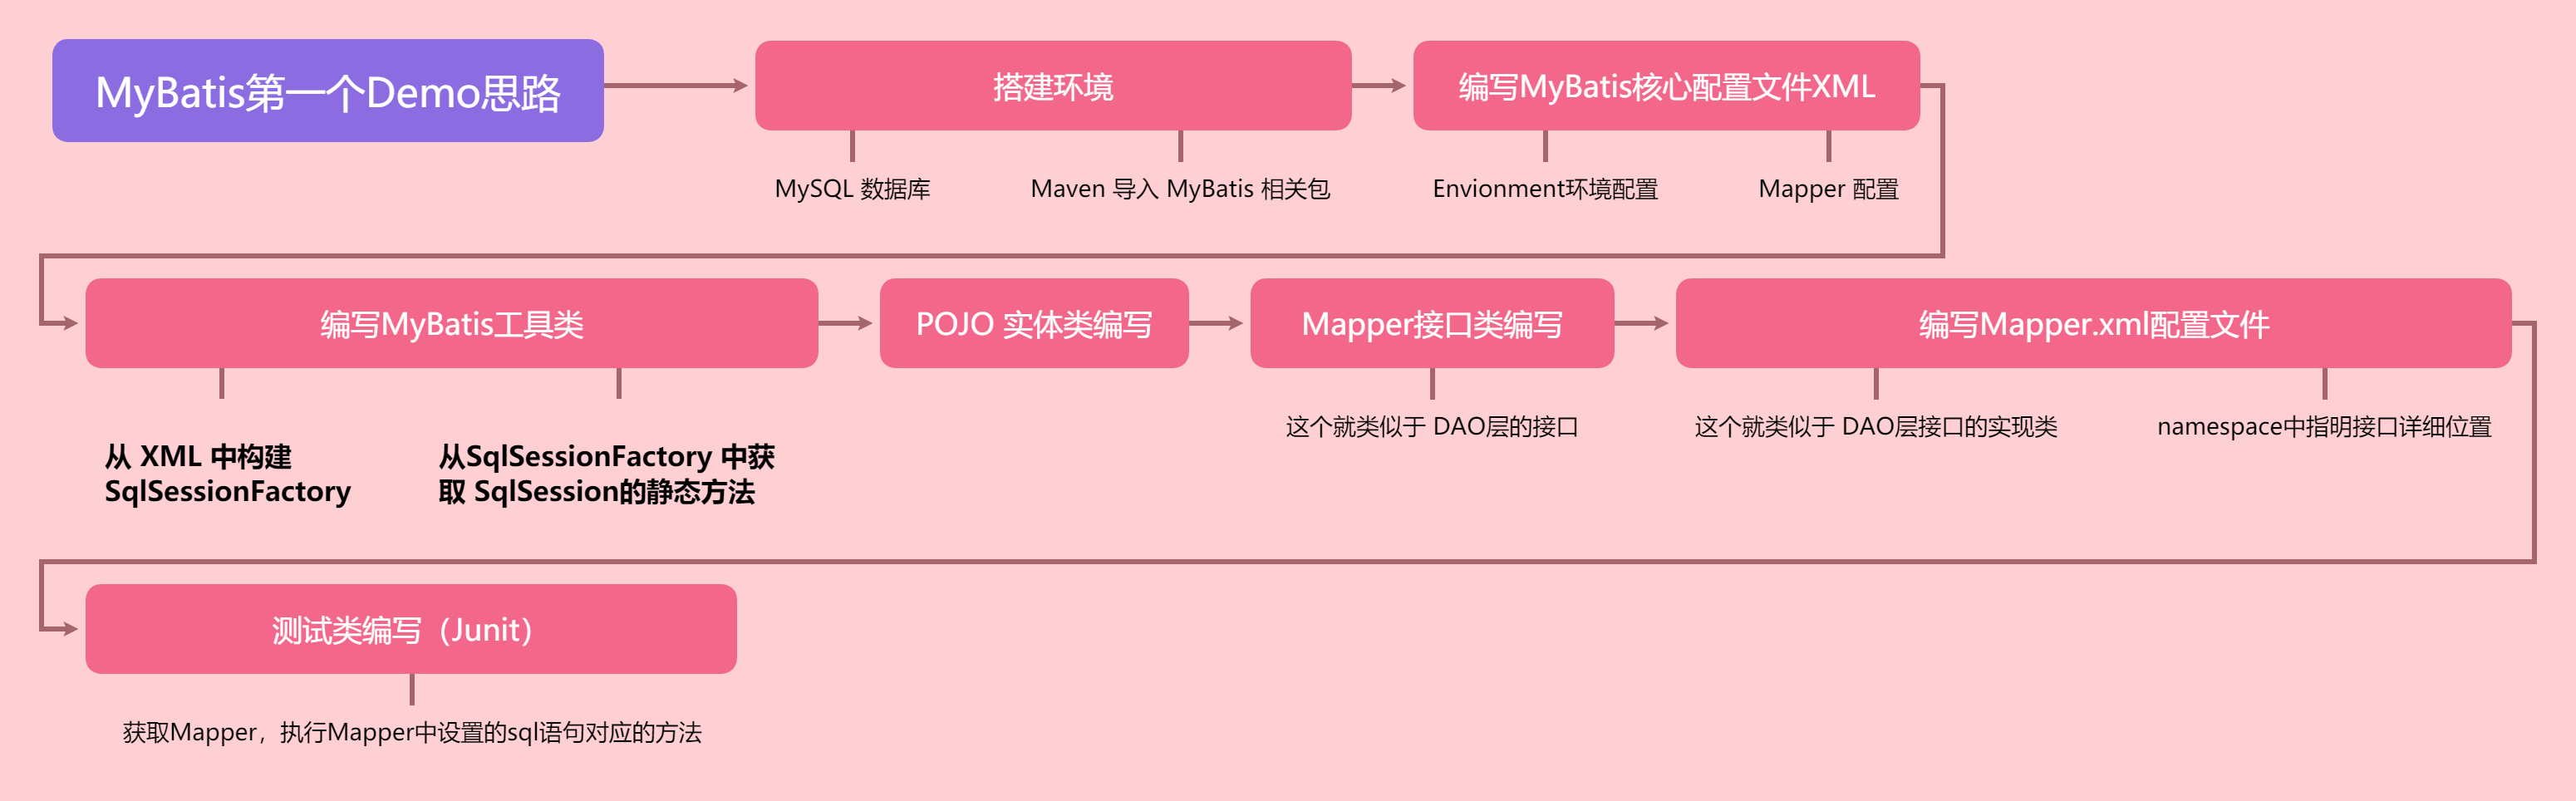 MyBatis第一个Demo思路
搭建环境
编写MyBatis核心配置文件XML
MySQL 数据库
Maven 导入 MyBatis 相关包
Envionment环境配置
Mapper 配置
编写MyBatis工具类
POJO 实体类编写
Mapper接口类编写
编写Mapper.xml配置文件
从 XML 中构建
SqlSessionFactory
从SqlSessionFactory 中获
取 SqlSession的静态方法
这个就类似于 DAO层的接口
这个就类似于 DAO层接口的实现类
namespace中指明接口详细位置
测试类编写（Junit）
获取Mapper，执行Mapper中设置的sql语句对应的方法